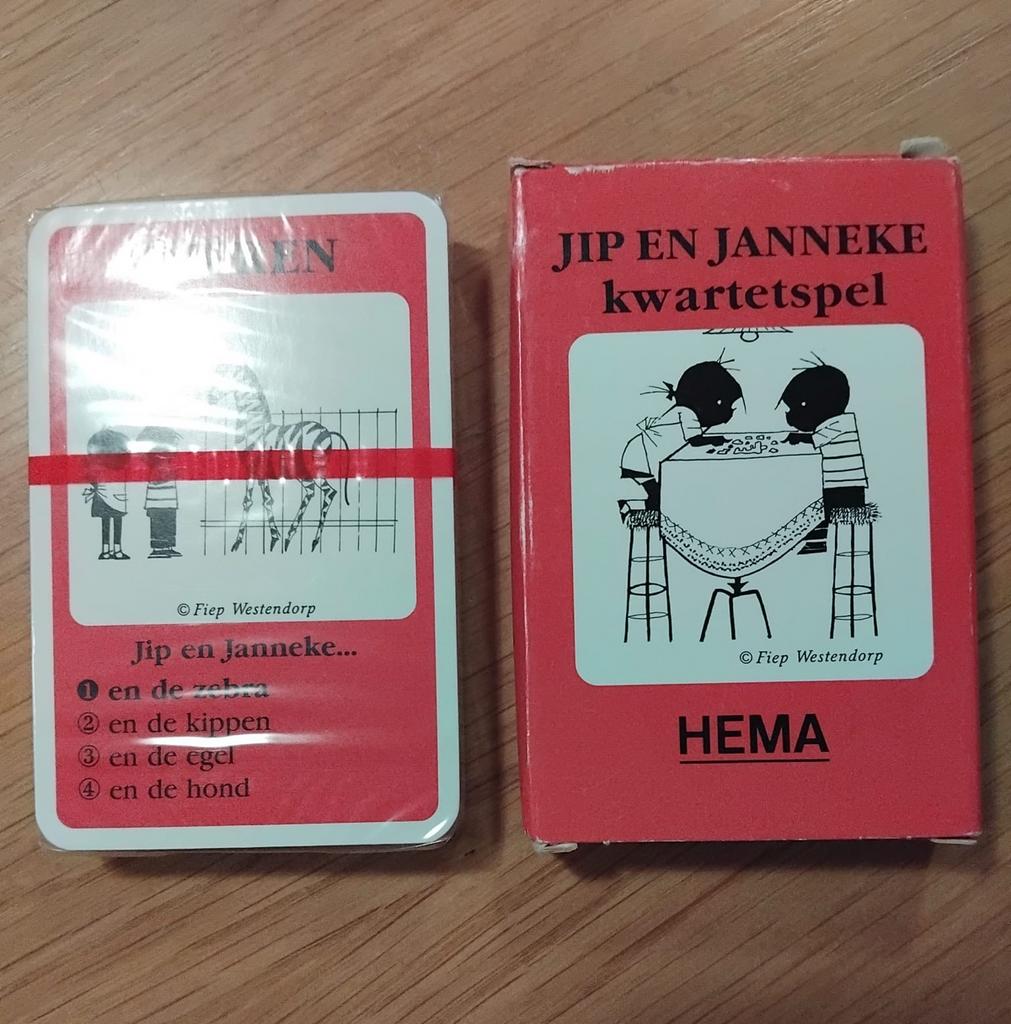 © Fiep Westendorp
Jip en Janneke...
1 en de zebra
2 en de kippen
3 en de egel
4 en de hond
JIP EN JANNEKE
kwartetspel
© Fiep Westendorp
HEMA